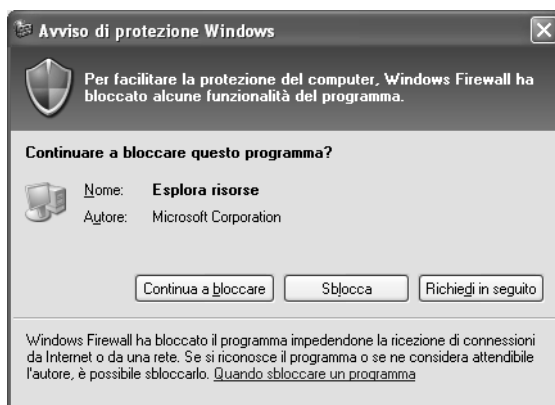 Avviso di protezione Windows
Per facilitare la protezione del computer, Windows Firewall ha
bloccato alcune funzionalità del programma.
Continuare a bloccare questo programma?
Nome: Esplora risorse
Autore: Microsoft Corporation
Continua a bloccare Sblocca Richiedi in seguito
Windows Firewall ha bloccato il programma impedendone la ricezione di connessioni
da Internet o da una rete. Se si riconosce il programma o se ne considera attendibile
l'autore, è possibile sbloccarlo. Quando sbloccare un programma